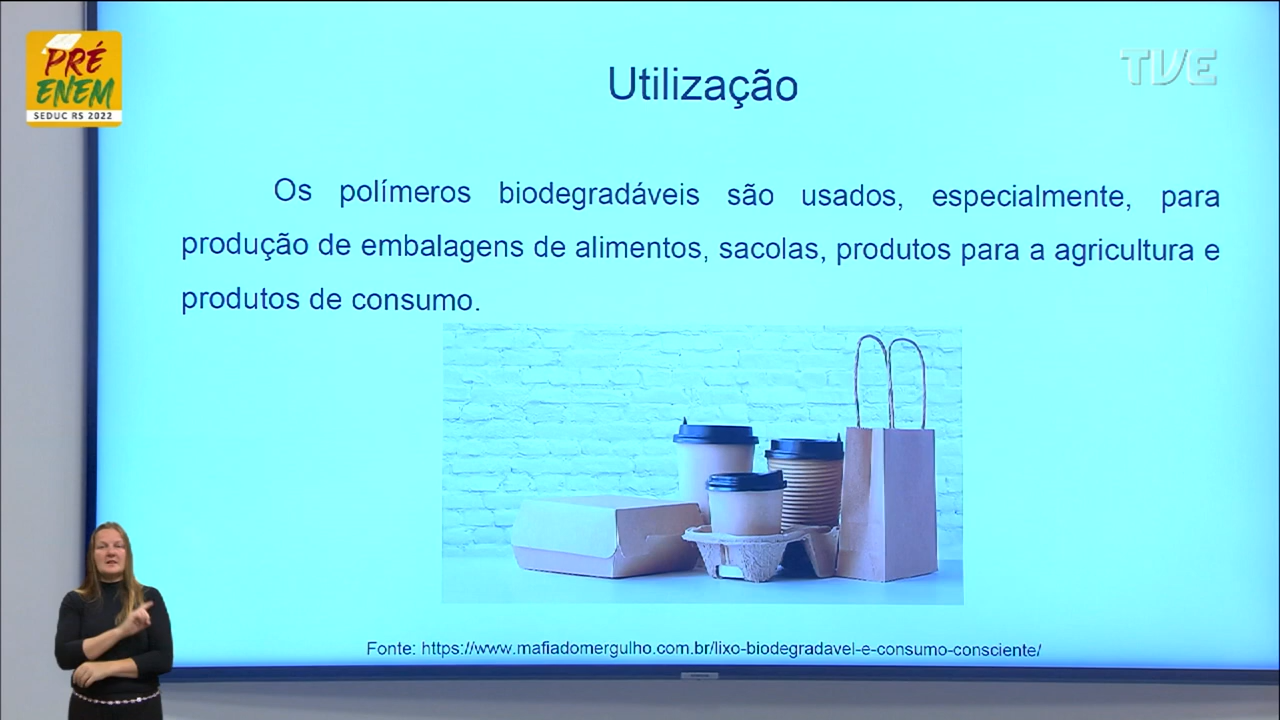 PRÉ
ENEM
SEDUC RS 2022
TVE
Utilização
Os polímeros biodegradáveis são usados, especialmente, para
produção de embalagens de alimentos, sacolas, produtos para a agricultura e
produtos de consumo.
Fonte: https://www.mafiadomergulho.com.br/lixo-biodegradavel-e-consumo-consciente/